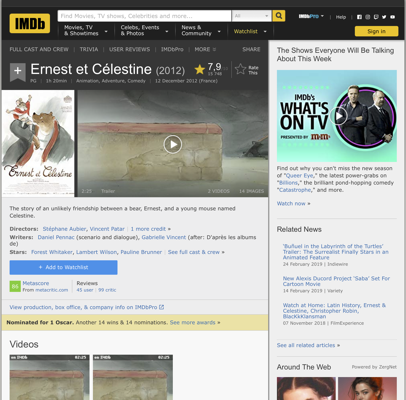 IMDb
Find Movies, TV shows, Celebrities and more...
All
Movies, TV
& Showtimes
Celebs, Events
& Photos
News &
Community
Watchlist
IMDbPro
Help
Sign in
FULL CAST AND CREW | TRIVIA | USER REVIEWS | IMDbPro | MORE
SHARE
Ernest et Célestine (2012)
7,9
Rate
This
PG | 1h 20min | Animation, Adventure, Comedy | 12 December 2012 (France)
Ernest et Célestine
2:25 Trailer
2 VIDEOS
14 IMAGES
The story of an unlikely friendship between a bear, Ernest, and a young mouse named
Celestine.
Directors: Stéphane Aubier, Vincent Patar | 1 more credit »
Writers: Daniel Pennac (scenario and dialogue), Gabrielle Vincent (after: D'après les albums
de)
Stars: Forest Whitaker, Lambert Wilson, Pauline Brunner | See full cast & crew »
+ Add to Watchlist
Metascore
From metacritic.com
Reviews
45 user | 99 critic
View production, box office, & company info on IMDbPro
Nominated for 1 Oscar. Another 14 wins & 14 nominations. See more awards »
Videos
The Shows Everyone Will Be Talking
About This Week
IMDb's
WHAT'S
ON TV
PRESENTED BY
Find out why you can't miss the new season
of "Queer Eye," the latest power-grabs on
"Billions," the brilliant pond-hopping comedy
"Catastrophe," and more.
Watch now »
Related News
'Buñuel in the Labyrinth of the Turtles'
Trailer: The Surrealist Finally Stars in an
Animated Feature
24 February 2019 | Indiewire
New Alexis Ducord Project 'Saba' Set For
Cartoon Movie
14 February 2019 | Variety
Watch at Home: Latin History, Ernest &
Celestine, Christopher Robin,
BlacKkKlansman
07 November 2018 | FilmExperience
See all related articles »
Around The Web
Powered by ZergNet